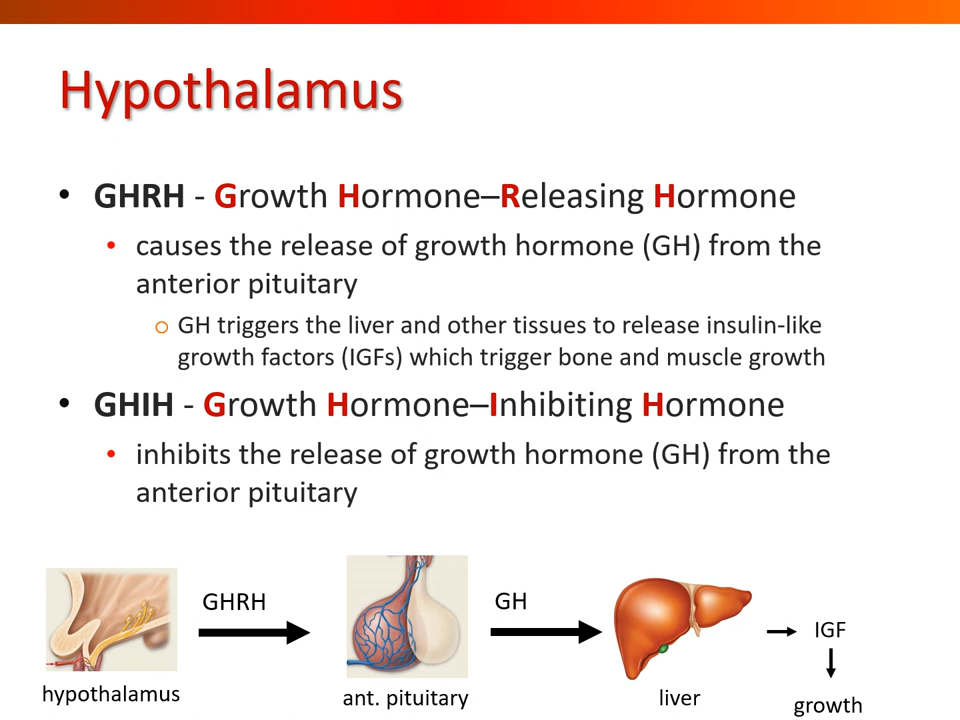 Hypothalamus
• GHRH - Growth Hormone–Releasing Hormone
• causes the release of growth hormone (GH) from the
anterior pituitary
o GH triggers the liver and other tissues to release insulin-like
growth factors (IGFs) which trigger bone and muscle growth
• GHIH - Growth Hormone–Inhibiting Hormone
• inhibits the release of growth hormone (GH) from the
anterior pituitary
GHRH
GH
IGF
hypothalamus
ant. pituitary
liver
growth